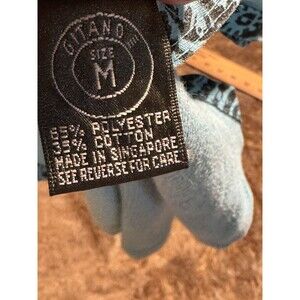 GITANO
SIZE
M
65% POLYESTER
35% COTTON
MADE IN SINGAPORE
SEE REVERSE FOR CARE